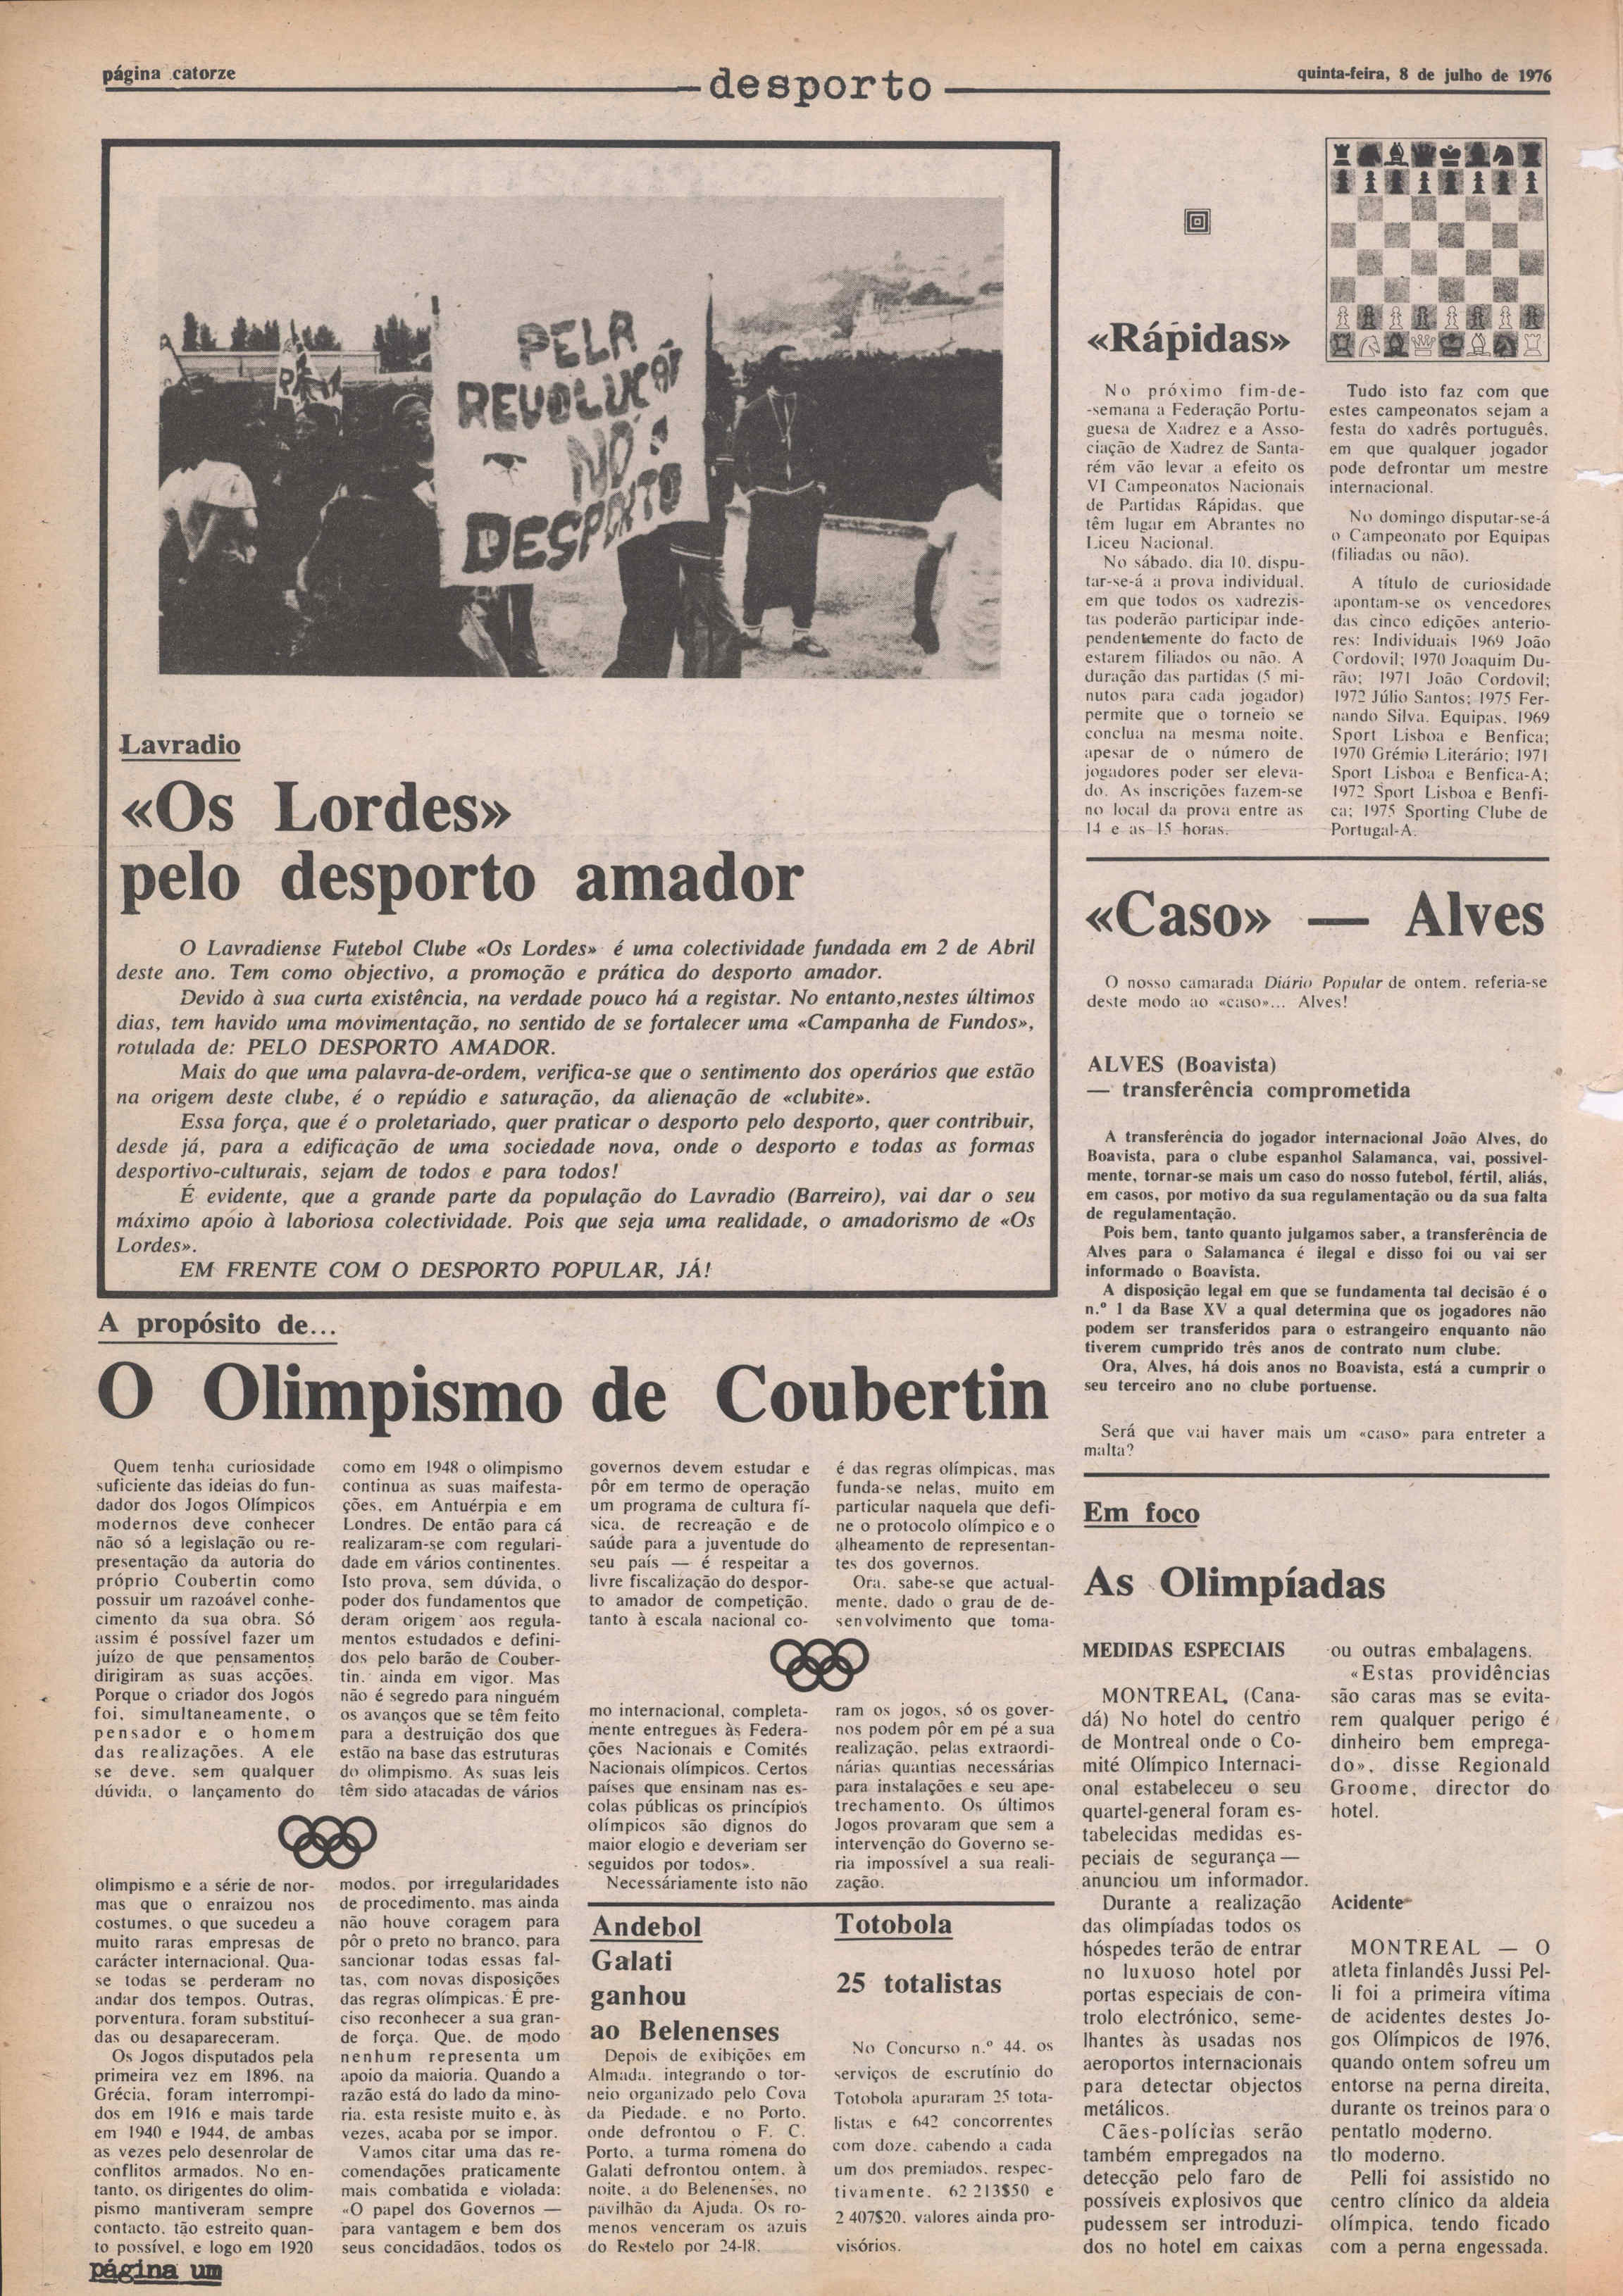 página catorze
desporto
quinta-feira, 8 de julho de 1976
PELA
REVOLUÇÃO
NO
DESPORTO
Lavradio
«Os Lordes»
pelo desporto amador
O Lavradiense Futebol Clube «Os Lordes» é uma colectividade fundada em 2 de Abril
deste ano. Tem como objectivo, a promoção e prática do desporto amador.
Devido à sua curta existência, na verdade pouco há a registar. No entanto,nestes últimos
dias, tem havido uma movimentação, no sentido de se fortalecer uma «Campanha de Fundos»,
rotulada de: PELO DESPORTO AMADOR.
Mais do que uma palavra-de-ordem, verifica-se que o sentimento dos operários que estão
na origem deste clube, é o repúdio e saturação, da alienação de «clubite».
Essa força, que é o proletariado, quer praticar o desporto pelo desporto, quer contribuir,
desde já, para a edificação de uma sociedade nova, onde o desporto e todas as formas
desportivo-culturais, sejam de todos e para todos!
É evidente, que a grande parte da população do Lavradio (Barreiro), vai dar o seu
máximo apoio à laboriosa colectividade. Pois que seja uma realidade, o amadorismo de «Os
Lordes».
EM FRENTE COM O DESPORTO POPULAR, JÁ!
«Rápidas»
No próximo fim-de-
-semana a Federação Portu-
guesa de Xadrez e a Asso-
ciação de Xadrez de Santa-
rém vão levar a efeito os
VI Campeonatos Nacionais
de Partidas Rápidas, que
têm lugar em Abrantes no
Liceu Nacional.
No sábado, dia 10, dispu-
tar-se-á a prova individual,
em que todos os xadrezis-
tas poderão participar inde-
pendentemente do facto de
estarem filiados ou não. A
duração das partidas (5 mi-
nutos para cada jogador)
permite que o torneio se
conclua na mesma noite,
apesar de o número de
jogadores poder ser eleva-
do. As inscrições fazem-se
no local da prova entre as
14 e as 15 horas.
Tudo isto faz com que
estes campeonatos sejam a
festa do xadrês português,
em que qualquer jogador
pode defrontar um mestre
internacional.
No domingo disputar-se-á
o Campeonato por Equipas
(filiadas ou não).
A título de curiosidade
apontam-se os vencedores
das cinco edições anterio-
res: Individuais 1969 João
Cordovil; 1970 Joaquim Du-
rão; 1971 João Cordovil;
1972 Júlio Santos; 1975 Fer-
nando Silva. Equipas, 1969
Sport Lisboa e Benfica;
1970 Grémio Literário; 1971
Sport Lisboa e Benfica-A;
1972 Sport Lisboa e Benfi-
ca; 1975 Sporting Clube de
Portugal-A.
«Caso» — Alves
O nosso camarada Diário Popular de ontem, referia-se
deste modo ao «caso»... Alves!
ALVES (Boavista)
— transferência comprometida
A transferência do jogador internacional João Alves, do
Boavista, para o clube espanhol Salamanca, vai, possivel-
mente, tornar-se mais um caso do nosso futebol, fértil, aliás,
em casos, por motivo da sua regulamentação ou da sua falta
de regulamentação.
Pois bem, tanto quanto julgamos saber, a transferência de
Alves para o Salamanca é ilegal e disso foi ou vai ser
informado o Boavista.
A disposição legal em que se fundamenta tal decisão é o
n.º 1 da Base XV a qual determina que os jogadores não
podem ser transferidos para o estrangeiro enquanto não
tiverem cumprido três anos de contrato num clube.
Ora, Alves, há dois anos no Boavista, está a cumprir o
seu terceiro ano no clube portuense.
Será que vai haver mais um «caso» para entreter a
malta?
A propósito de...
O Olimpismo de Coubertin
Quem tenha curiosidade
suficiente das ideias do fun-
dador dos Jogos Olímpicos
modernos deve conhecer
não só a legislação ou re-
presentação da autoria do
próprio Coubertin como
possuir um razoável conhe-
cimento da sua obra. Só
assim é possível fazer um
juízo de que pensamentos
dirigiram as suas acções.
Porque o criador dos Jogos
foi, simultaneamente, o
pensador e o homem
das realizações. A ele
se deve, sem qualquer
dúvida, o lançamento do
olimpismo e a série de nor-
mas que o enraizou nos
costumes, o que sucedeu a
muito raras empresas de
carácter internacional. Qua-
se todas se perderam no
andar dos tempos. Outras,
porventura, foram substituí-
das ou desapareceram.
Os Jogos disputados pela
primeira vez em 1896, na
Grécia, foram interrompi-
dos em 1916 e mais tarde
em 1940 e 1944, de ambas
as vezes pelo desenrolar de
conflitos armados. No en-
tanto, os dirigentes do olim-
pismo mantiveram sempre
contacto, tão estreito quan-
to possível, e logo em 1920
como em 1948 o olimpismo
continua as suas maifesta-
ções, em Antuérpia e em
Londres. De então para cá
realizaram-se com regulari-
dade em vários continentes.
Isto prova, sem dúvida, o
poder dos fundamentos que
deram origem aos regula-
mentos estudados e defini-
dos pelo barão de Couber-
tin, ainda em vigor. Mas
não é segredo para ninguém
os avanços que se têm feito
para a destruição dos que
estão na base das estruturas
do olimpismo. As suas leis
têm sido atacadas de vários
modos, por irregularidades
de procedimento, mas ainda
não houve coragem para
pôr o preto no branco, para
sancionar todas essas fal-
tas, com novas disposições
das regras olímpicas. É pre-
ciso reconhecer a sua gran-
de força. Que, de modo
nenhum representa um
apoio da maioria. Quando a
razão está do lado da mino-
ria, esta resiste muito e, às
vezes, acaba por se impor.
Vamos citar uma das re-
comendações praticamente
mais combatida e violada:
«O papel dos Governos —
para vantagem e bem dos
seus concidadãos, todos os
governos devem estudar e
pôr em termo de operação
um programa de cultura fí-
sica, de recreação e de
saúde para a juventude do
seu país — é respeitar a
livre fiscalização do despor-
to amador de competição,
tanto à escala nacional co-
mo internacional, completa-
mente entregues às Federa-
ções Nacionais e Comités
Nacionais olímpicos. Certos
países que ensinam nas es-
colas públicas os princípios
olímpicos são dignos do
maior elogio e deveriam ser
seguidos por todos».
Necessáriamente isto não
é das regras olímpicas, mas
funda-se nelas, muito em
particular naquela que defi-
ne o protocolo olímpico e o
alheamento de representan-
tes dos governos.
Ora, sabe-se que actual-
mente, dado o grau de de-
senvolvimento que toma-
ram os jogos, só os gover-
nos podem pôr em pé a sua
realização, pelas extraordi-
nárias quantias necessárias
para instalações e seu ape-
trechamento. Os últimos
Jogos provaram que sem a
intervenção do Governo se-
ria impossível a sua reali-
zação.
Andebol
Galati
ganhou
ao Belenenses
Depois de exibições em
Almada, integrando o tor-
neio organizado pelo Cova
da Piedade, e no Porto,
onde defrontou o F. C.
Porto, a turma romena do
Galati defrontou ontem, à
noite, a do Belenenses, no
pavilhão da Ajuda. Os ro-
menos venceram os azuis
do Restelo por 24-18.
Totobola
25 totalistas
No Concurso n.º 44, os
serviços de escrutínio do
Totobola apuraram 25 tota-
listas e 642 concorrentes
com doze, cabendo a cada
um dos premiados, respec-
tivamente, 62 213$50 e
2 407$20, valores ainda pro-
visórios.
Em foco
As Olimpíadas
MEDIDAS ESPECIAIS
MONTREAL, (Cana-
dá) No hotel do centro
de Montreal onde o Co-
mité Olímpico Internaci-
onal estabeleceu o seu
quartel-general foram es-
tabelecidas medidas es-
peciais de segurança —
anunciou um informador.
Durante a realização
das olimpíadas todos os
hóspedes terão de entrar
no luxuoso hotel por
portas especiais de con-
trolo electrónico, seme-
lhantes às usadas nos
aeroportos internacionais
para detectar objectos
metálicos.
Cães-polícias serão
também empregados na
detecção pelo faro de
possíveis explosivos que
pudessem ser introduzi-
dos no hotel em caixas
ou outras embalagens.
«Estas providências
são caras mas se evita-
rem qualquer perigo é
dinheiro bem emprega-
do», disse Regionald
Groome, director do
hotel.
Acidente
MONTREAL — O
atleta finlandês Jussi Pel-
li foi a primeira vítima
de acidentes destes Jo-
gos Olímpicos de 1976,
quando ontem sofreu um
entorse na perna direita,
durante os treinos para o
pentatlo moderno.
tlo moderno.
Pelli foi assistido no
centro clínico da aldeia
olímpica, tendo ficado
com a perna engessada.
página um